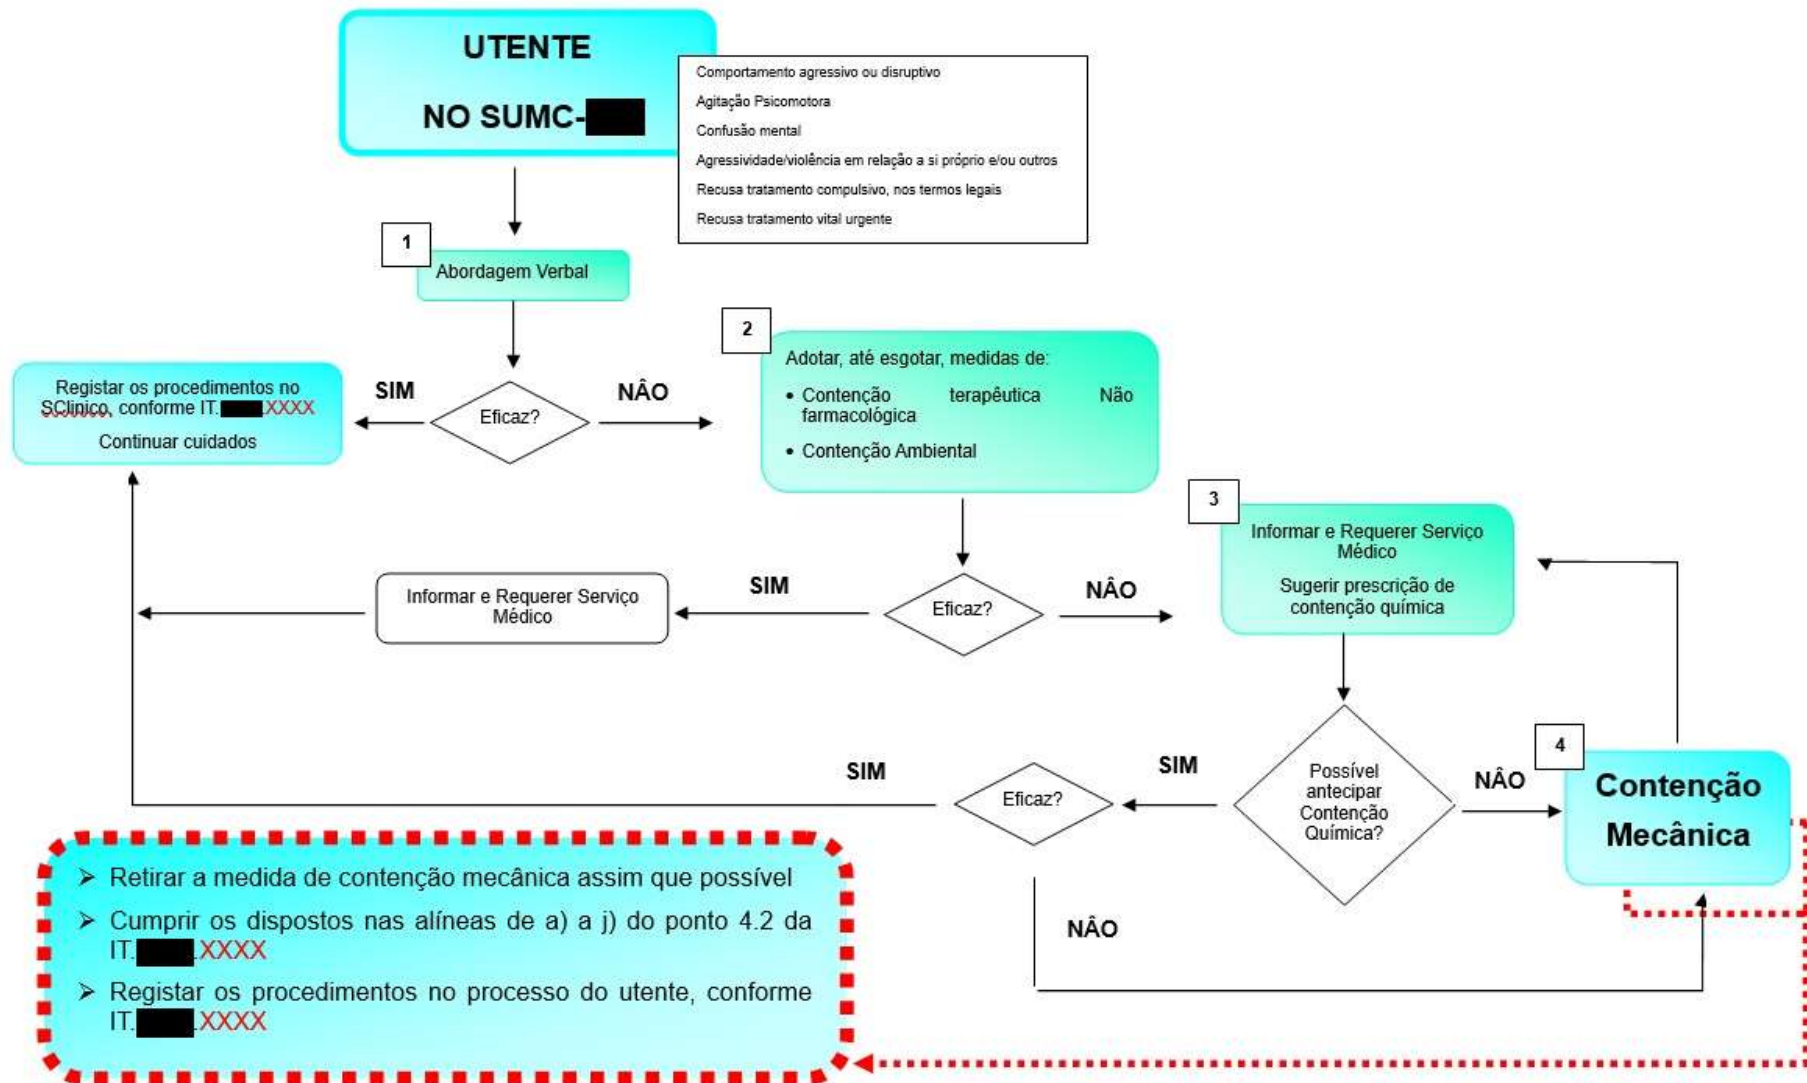 UTENTE
NO SUMC-
Comportamento agressivo ou disruptivo
Agitação Psicomotora
Confusão mental
Agressividade/violência em relação a si próprio e/ou outros
Recusa tratamento compulsivo, nos termos legais
Recusa tratamento vital urgente
1
Abordagem Verbal
2
Adotar, até esgotar, medidas de:
• Contenção terapêutica Não
farmacológica
• Contenção Ambiental
Registar os procedimentos no
SClinico, conforme IT. .XXXX
Continuar cuidados
SIM
Eficaz?
NÂO
3
Informar e Requerer Serviço
Médico
Sugerir prescrição de
contenção química
Informar e Requerer Serviço
Médico
SIM
Eficaz?
NÂO
4
Contenção
Mecânica
SIM
Eficaz?
SIM
Possível
antecipar
Contenção
Química?
NÂO
NÂO
➢ Retirar a medida de contenção mecânica assim que possível
➢ Cumprir os dispostos nas alíneas de a) a j) do ponto 4.2 da
IT. .XXXX
➢ Registar os procedimentos no processo do utente, conforme
IT. .XXXX